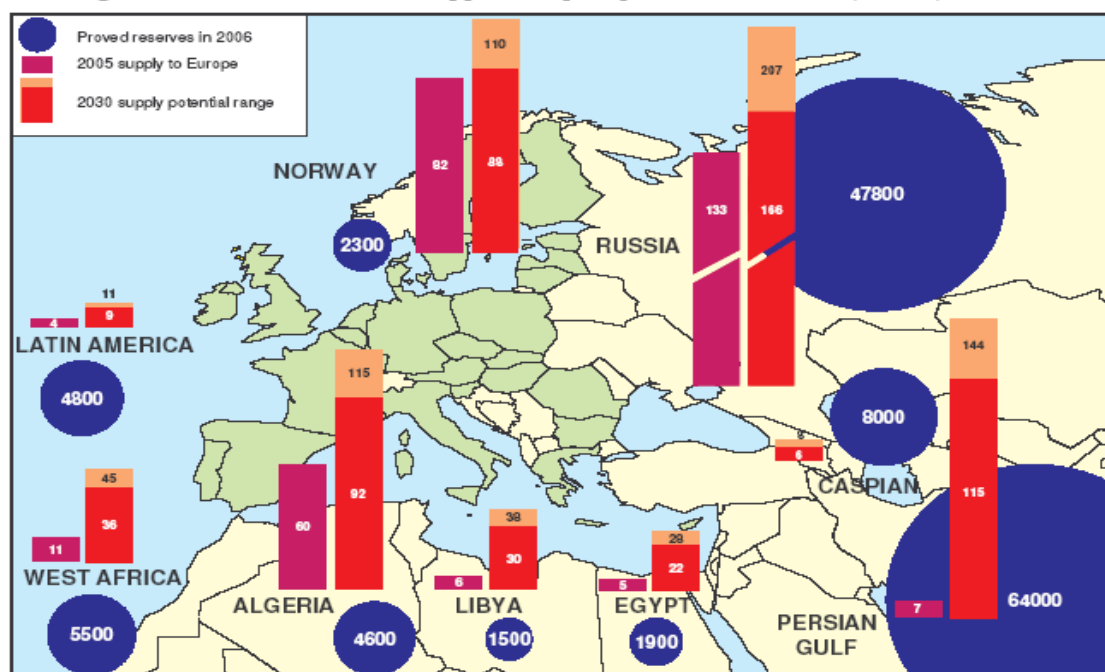 Proved reserves in 2006
2005 supply to Europe
2030 supply potential range
110
207
NORWAY
82
88
47800
133
166
2300
RUSSIA
11
4
9
LATIN AMERICA
144
115
4800
8000
6
CASPIAN
45
36
92
115
11
60
38
30
28
22
WEST AFRICA
6
5
7
64000
ALGERIA
LIBYA
EGYPT
PERSIAN
GULF
5500
4600
1500
1900